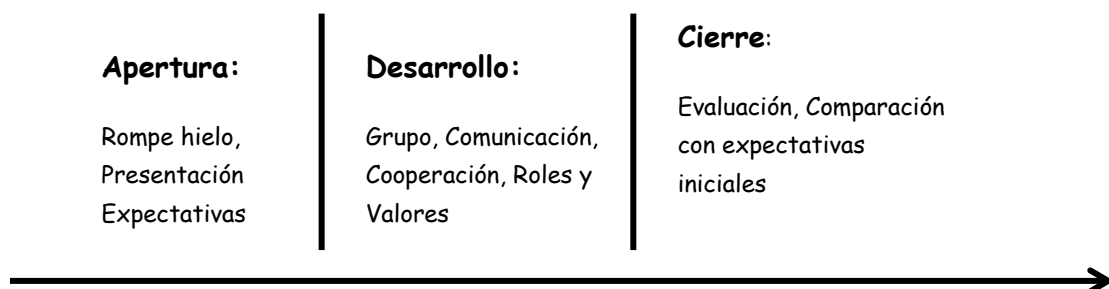 Apertura:
Rompe hielo,
Presentación
Expectativas
Desarrollo:
Grupo, Comunicación,
Cooperación, Roles y
Valores
Cierre:
Evaluación, Comparación
con expectativas
iniciales